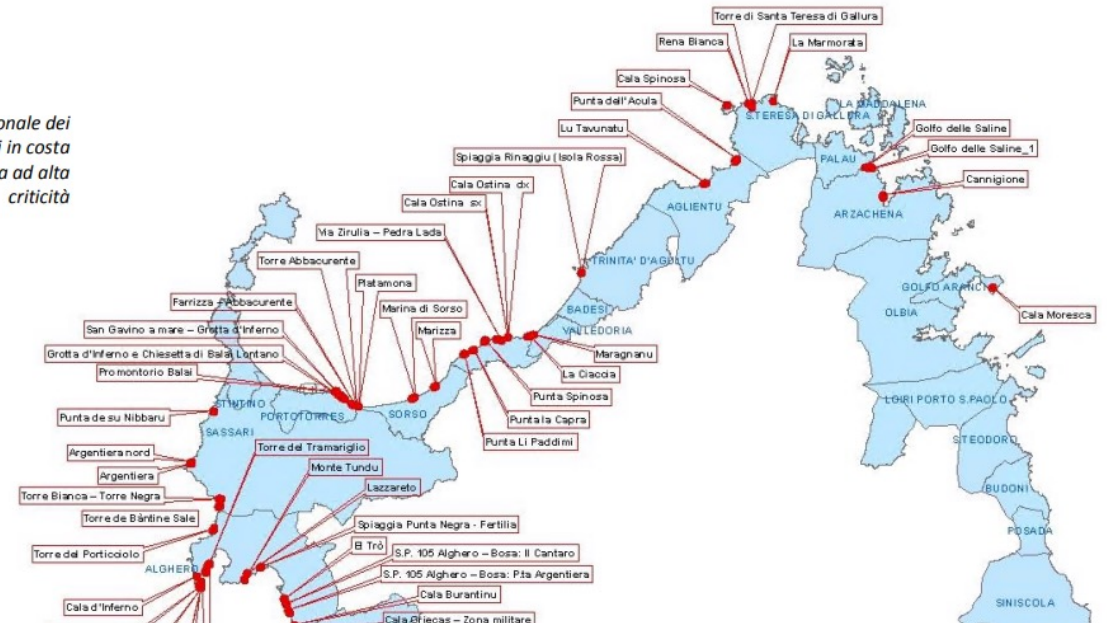 Torre di Santa Teresa di Gallura
Rena Bianca
La Marmorata
Cala Spinosa
Punta dell'Acula
LA MADDALENA
S.TERESA DI GALLURA
onale dei
i in costa
a ad alta
criticità
Lu Tavunatu
Golfo delle Saline
Golfo delle Saline_1
Spiaggia Rinaggiu (Isola Rossa)
PALAU
Cannigione
Cala Ostina dx
Cala Ostina sx
AGLIENTU
ARZACHENA
Via Zirulia – Pedra Lada
Torre Abbacurente
TRINITA' D'AGULTU
Platamona
GOLFO ARANCI
Farrizza – Abbacurente
Marina di Sorso
BADESI
OLBIA
Cala Moresca
San Gavino a mare – Grotta d'Inferno
Marizza
VALLEDORIA
Grotta d'Inferno e Chiesetta di Balai Lontano
Maragnanu
Promontorio Balai
La Ciaccia
Punta Spinosa
STINTINO
LOIRI PORTO S.PAOLO
Punta de su Nibbaru
PORTOTORRES
SORSO
Punta la Capra
SASSARI
Punta Li Paddimi
S.TEODORO
Argentiera nord
Torre del Tramariglio
Argentiera
Monte Tundu
Lazzareto
BUDONI
Torre Bianca – Torre Negra
Torre de Bàntine Sale
Spiaggia Punta Negra - Fertilia
POSADA
Torre del Porticciolo
El Trò
S.P. 105 Alghero – Bosa: Il Cantaro
ALGHERO
S.P. 105 Alghero – Bosa: P.ta Argentiera
Cala Burantinu
Cala d'Inferno
SINISCOLA
Cala Griecas – Zona militare